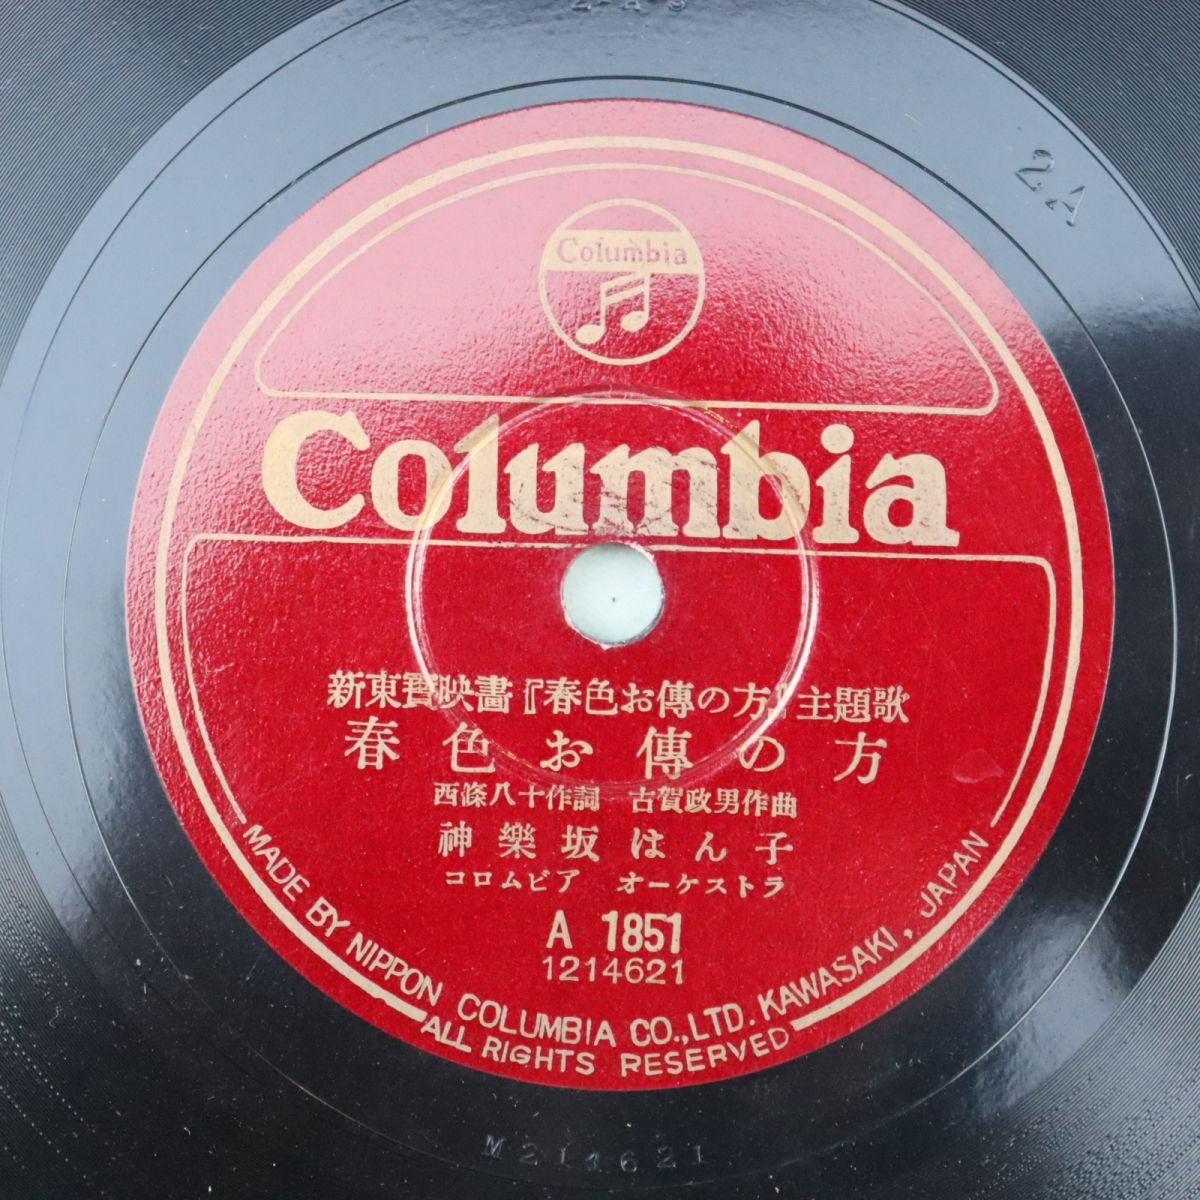 2A
Columbia
Columbia
新東寶映畫『春色お傳の方』主題歌
春色お傳の方
西條八十作詞 古賀政男作曲
神樂坂はん子
コロムビア オーケストラ
A 1851
1214621
MADE BY NIPPON COLUMBIA CO., LTD. KAWASAKI, JAPAN
ALL RIGHTS RESERVED
M214621